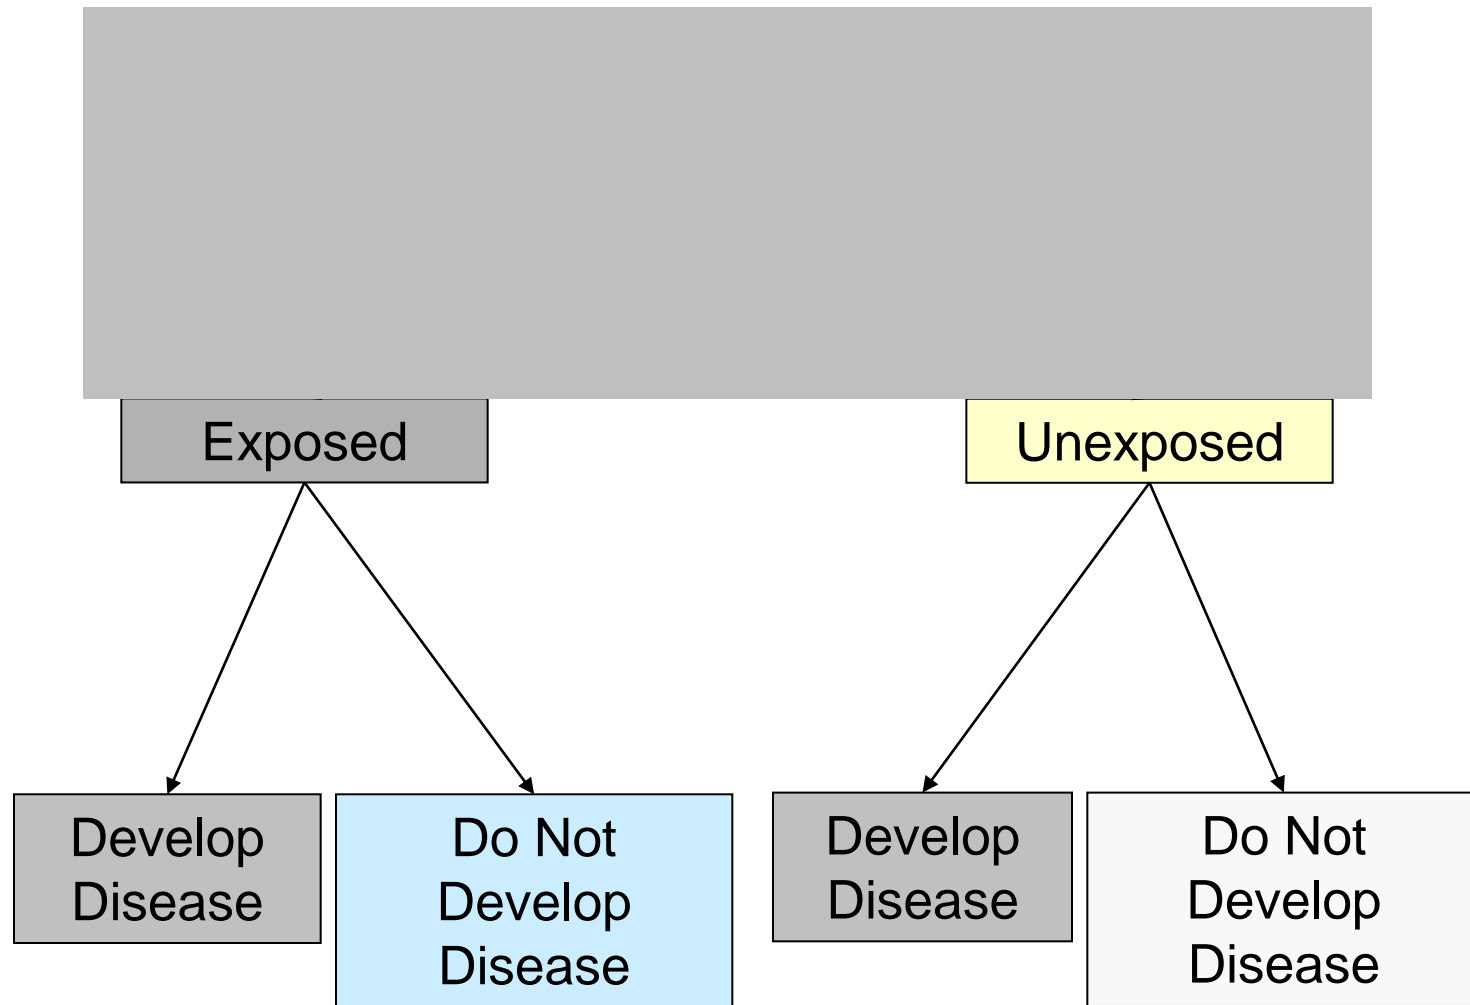 Exposed
Unexposed
Develop
Disease
Do Not
Develop
Disease
Develop
Disease
Do Not
Develop
Disease